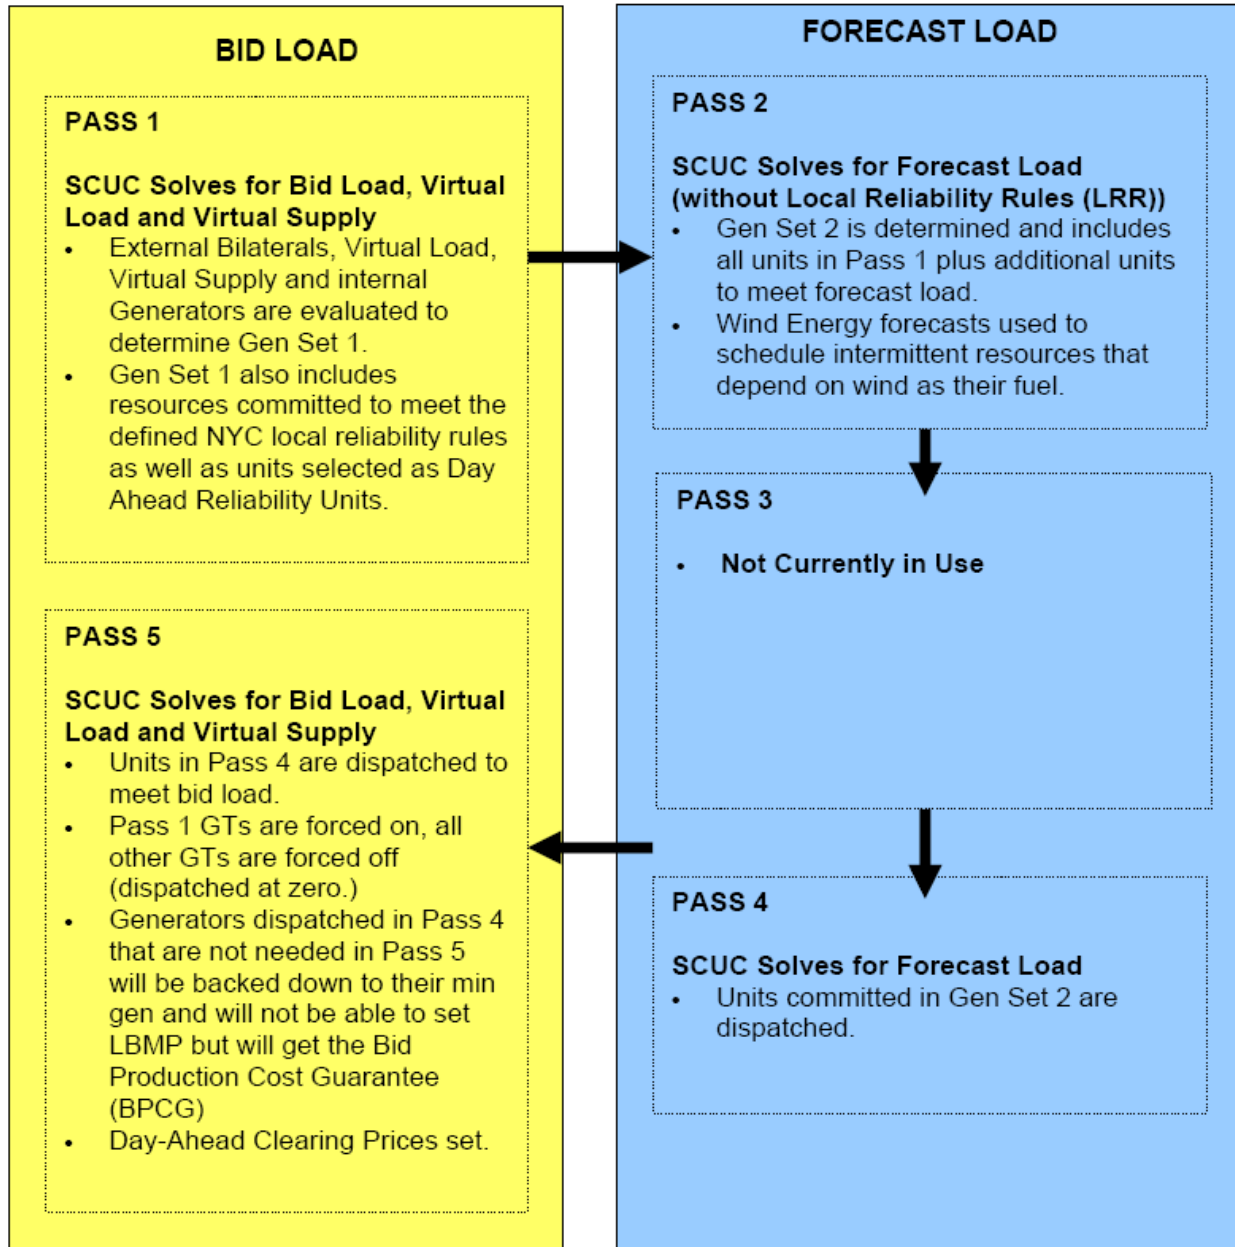 BID LOAD
PASS 1
SCUC Solves for Bid Load, Virtual
Load and Virtual Supply
• External Bilaterals, Virtual Load,
Virtual Supply and internal
Generators are evaluated to
determine Gen Set 1.
• Gen Set 1 also includes
resources committed to meet the
defined NYC local reliability rules
as well as units selected as Day
Ahead Reliability Units.
FORECAST LOAD
PASS 2
SCUC Solves for Forecast Load
(without Local Reliability Rules (LRR))
• Gen Set 2 is determined and includes
all units in Pass 1 plus additional units
to meet forecast load.
• Wind Energy forecasts used to
schedule intermittent resources that
depend on wind as their fuel.
PASS 3
• Not Currently in Use
PASS 4
SCUC Solves for Forecast Load
• Units committed in Gen Set 2 are
dispatched.
PASS 5
SCUC Solves for Bid Load, Virtual
Load and Virtual Supply
• Units in Pass 4 are dispatched to
meet bid load.
• Pass 1 GTs are forced on, all
other GTs are forced off
(dispatched at zero.)
• Generators dispatched in Pass 4
that are not needed in Pass 5
will be backed down to their min
gen and will not be able to set
LBMP but will get the Bid
Production Cost Guarantee
(BPCG)
• Day-Ahead Clearing Prices set.